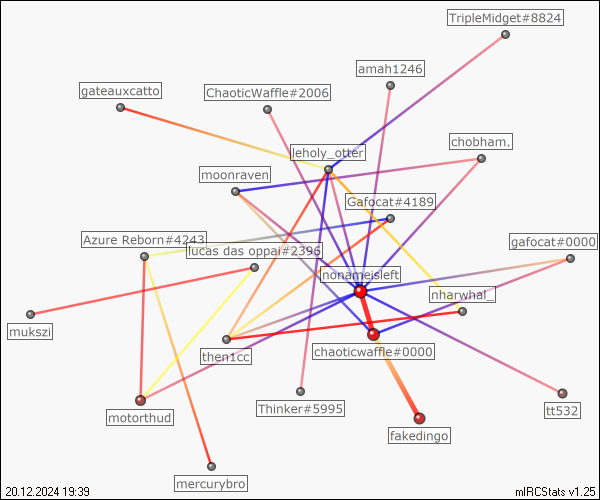 TripleMidget#8824
amah1246
gateauxcatto
ChaoticWaffle#2006
chobham.
leholy_otter
moonraven
Gafocat#4189
Azure Reborn#4243
gafocat#0000
lucas das oppai#2396
nonameisleft
nharwhal_
mukszi
then1cc
chaoticwaffle#0000
Thinker#5995
tt532
motorthud
fakedingo
mercurybro
20.12.2024 19:39
mIRCStats v1.25